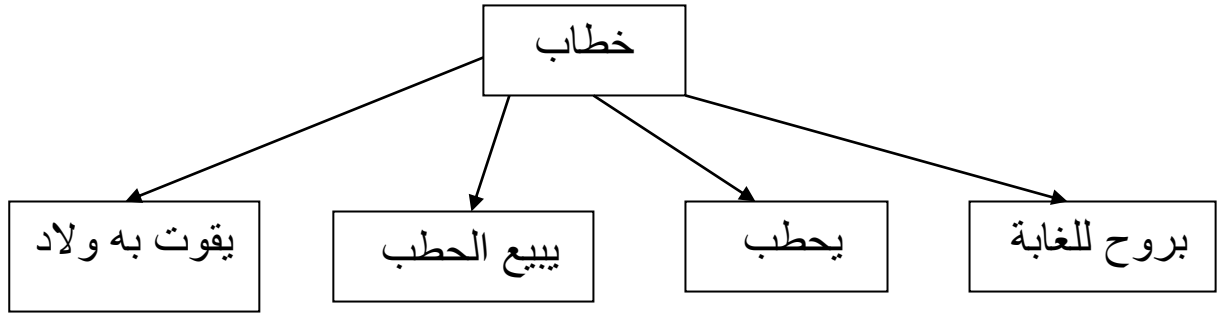 خطاب
بروح للغابة
يحطب
يبيع الحطب
يقوت به ولاد